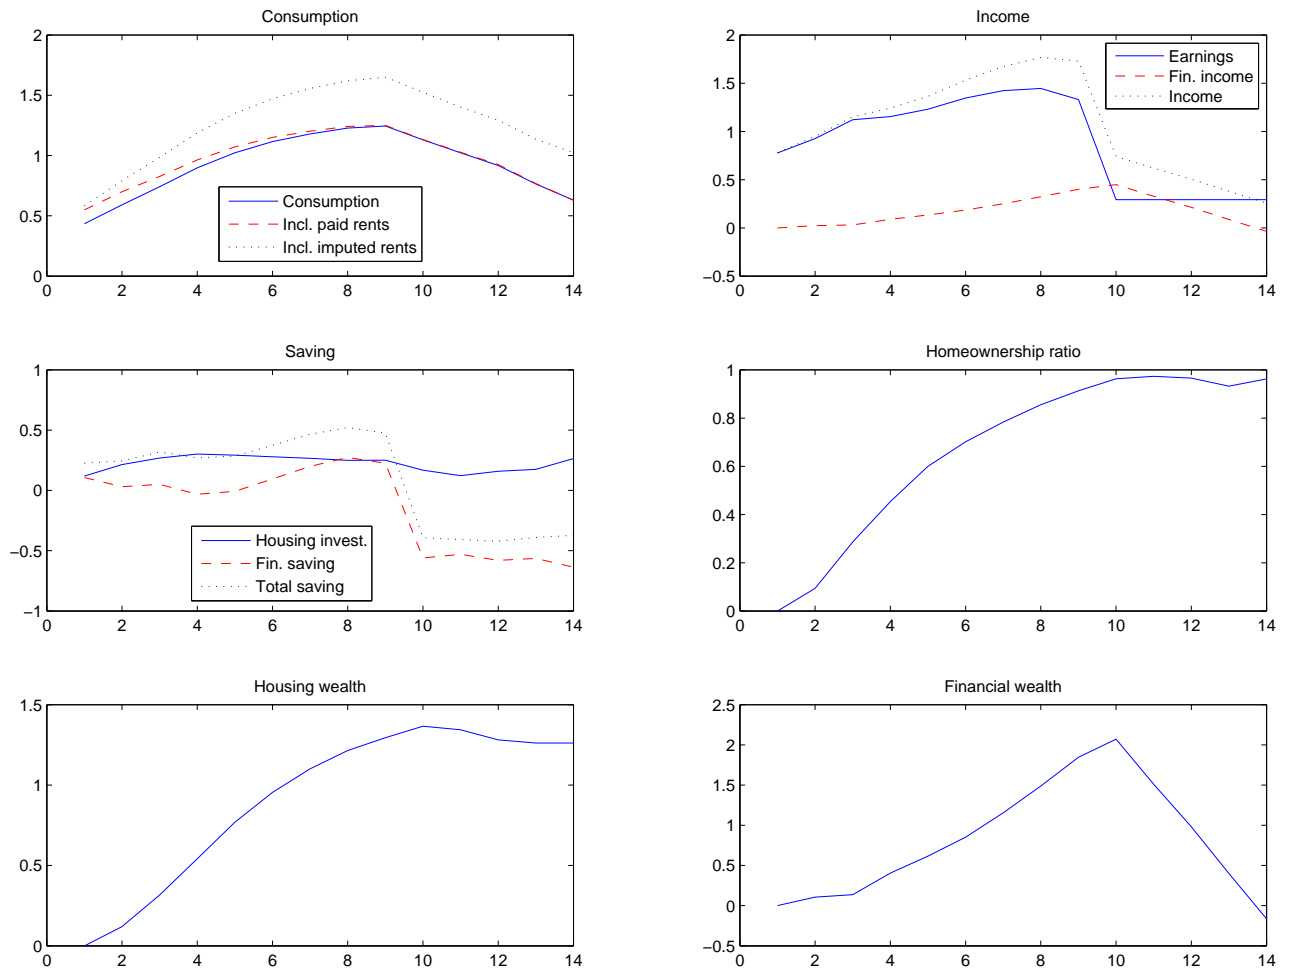 Consumption
2
1.5
1
0.5
0
0 2 4 6 8 10 12 14
Consumption
Incl. paid rents
Incl. imputed rents
Income
2
1.5
1
0.5
0
−0.5
0 2 4 6 8 10 12 14
Earnings
Fin. income
Income
Saving
1
0.5
0
−0.5
−1
0 2 4 6 8 10 12 14
Housing invest.
Fin. saving
Total saving
Homeownership ratio
1
0.8
0.6
0.4
0.2
0
0 2 4 6 8 10 12 14
Housing wealth
1.5
1
0.5
0
0 2 4 6 8 10 12 14
Financial wealth
2.5
2
1.5
1
0.5
0
−0.5
0 2 4 6 8 10 12 14